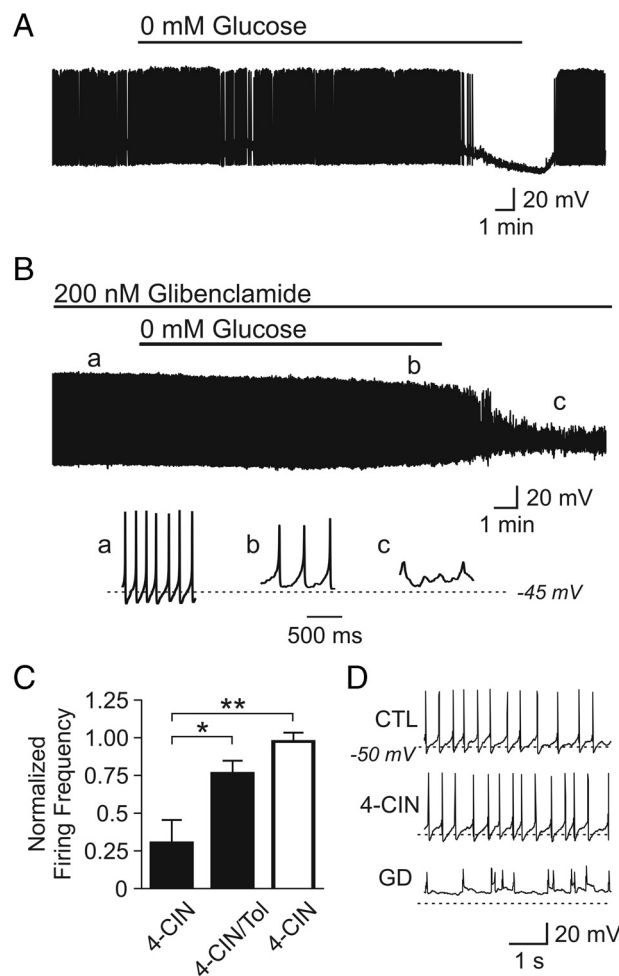 A
0 mM Glucose
20 mV
1 min
B
200 nM Glibenclamide
0 mM Glucose
a
b
c
20 mV
1 min
a
b
c
-45 mV
500 ms
C
Normalized
Firing Frequency
1.25
1.00
0.75
0.5
0.25
0
**
*
4-CIN
4-CIN/Tol
4-CIN
D
CTL
-50 mV
4-CIN
GD
20 mV
1 s